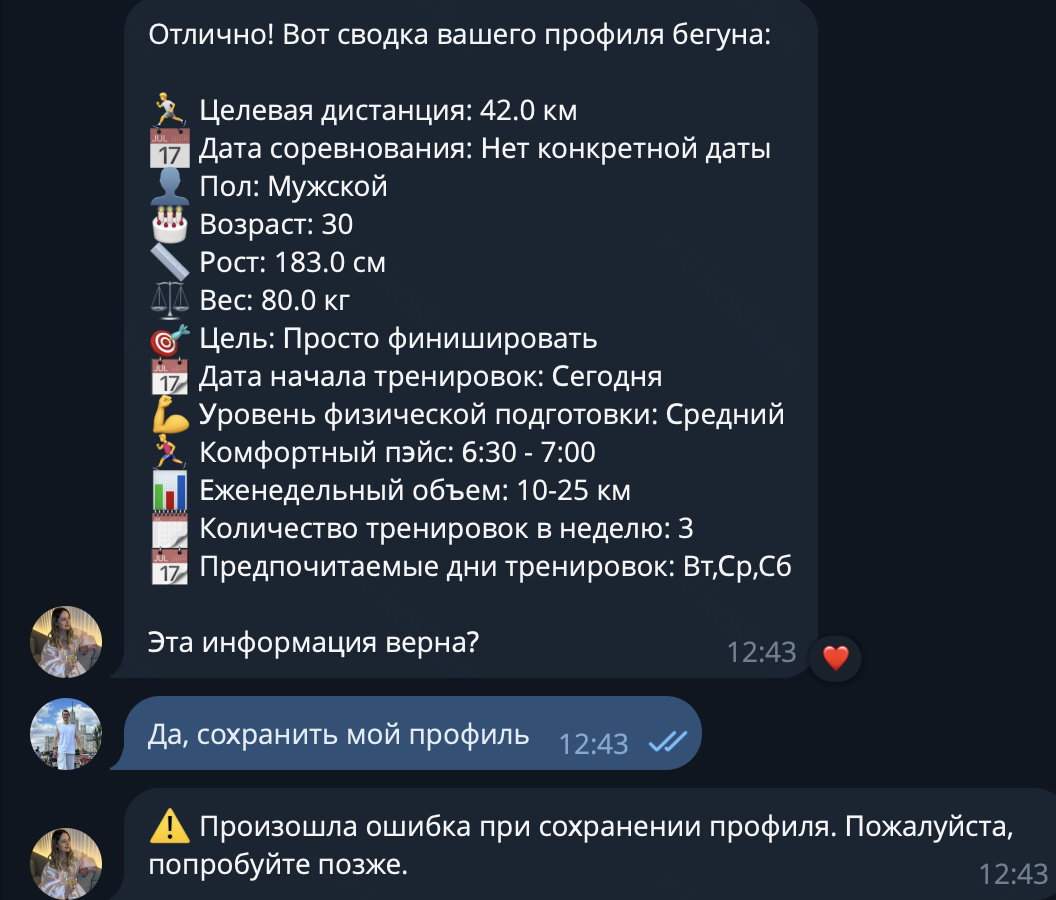 Отлично! Вот сводка вашего профиля бегуна:
🏃 Целевая дистанция: 42.0 км
📅 Дата соревнования: Нет конкретной даты
👤 Пол: Мужской
🎂 Возраст: 30
📏 Рост: 183.0 см
⚖️ Вес: 80.0 кг
🎯 Цель: Просто финишировать
📆 Дата начала тренировок: Сегодня
💪 Уровень физической подготовки: Средний
🏃‍♀️ Комфортный пэйс: 6:30 - 7:00
📊 Еженедельный объем: 10-25 км
🗓 Количество тренировок в неделю: 3
📆 Предпочитаемые дни тренировок: Вт,Ср,Сб
Эта информация верна?
12:43 ❤️
Да, сохранить мой профиль 12:43
⚠️ Произошла ошибка при сохранении профиля. Пожалуйста,
попробуйте позже.
12:43